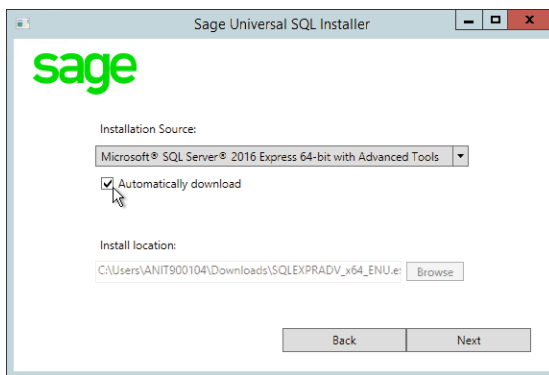 Sage Universal SQL Installer
sage
Installation Source:
Microsoft® SQL Server® 2016 Express 64-bit with Advanced Tools
Automatically download
Install location:
C:\Users\ANIT900104\Downloads\SQLEXPRADV_x64_ENU.e
Browse
Back
Next